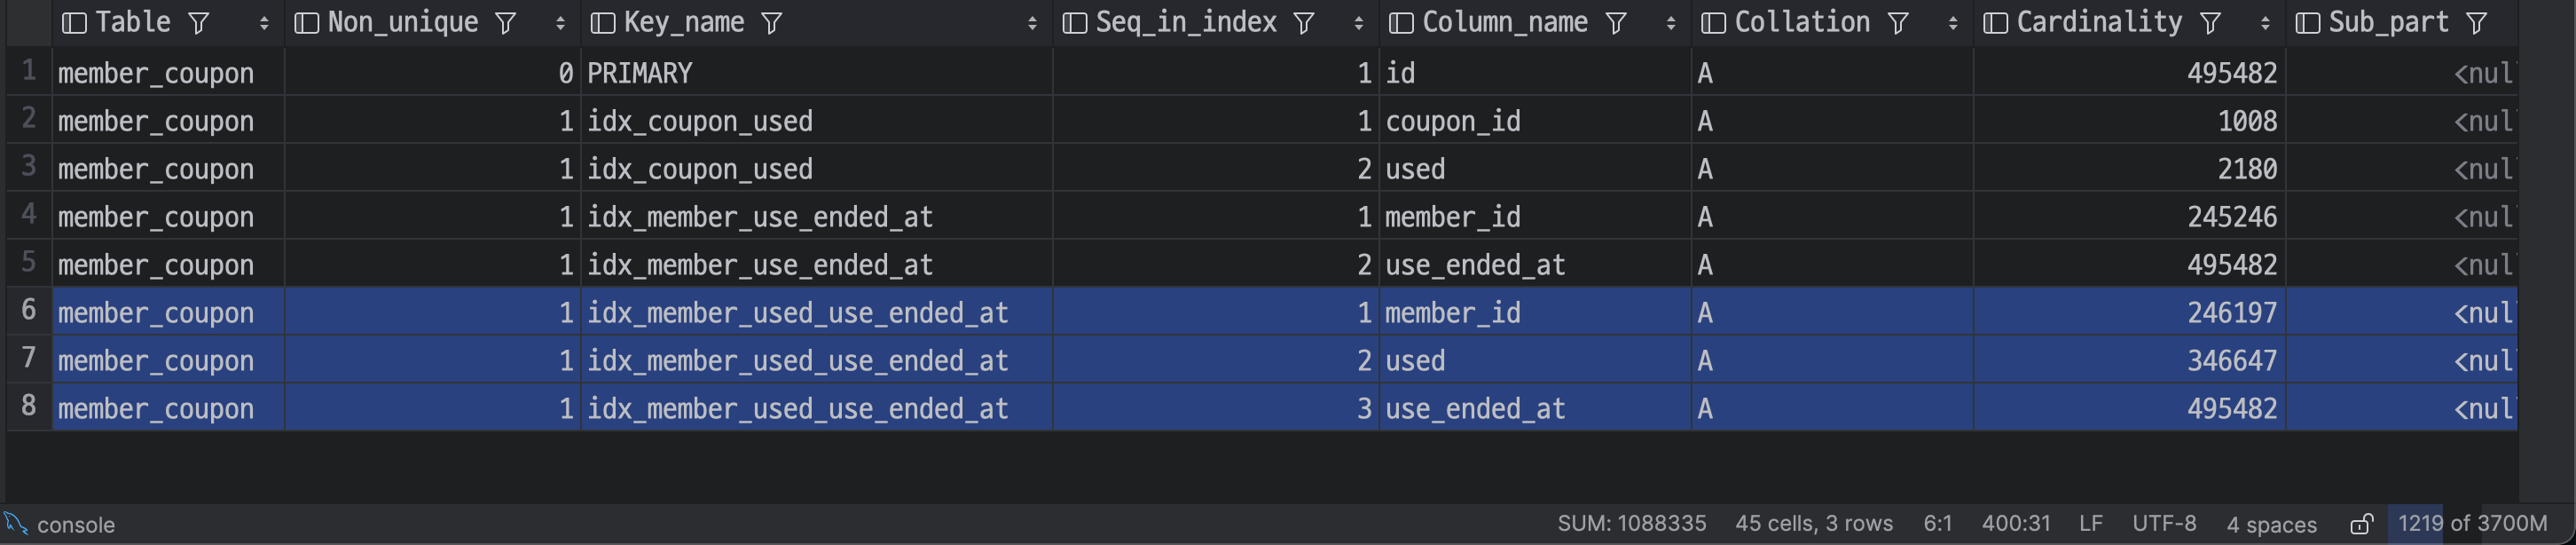 Table Non_unique Key_name Seq_in_index Column_name Collation Cardinality Sub_part
1 member_coupon 0 PRIMARY 1 id A 495482 <nul
2 member_coupon 1 idx_coupon_used 1 coupon_id A 1008 <nul
3 member_coupon 1 idx_coupon_used 2 used A 2180 <nul
4 member_coupon 1 idx_member_use_ended_at 1 member_id A 245246 <nul
5 member_coupon 1 idx_member_use_ended_at 2 use_ended_at A 495482 <nul
6 member_coupon 1 idx_member_used_use_ended_at 1 member_id A 246197 <nul
7 member_coupon 1 idx_member_used_use_ended_at 2 used A 346647 <nul
8 member_coupon 1 idx_member_used_use_ended_at 3 use_ended_at A 495482 <nul
console SUM: 1088335 45 cells, 3 rows 6:1 400:31 LF UTF-8 4 spaces 1219 of 3700M